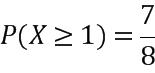 P(X ≥ 1) = 7/8